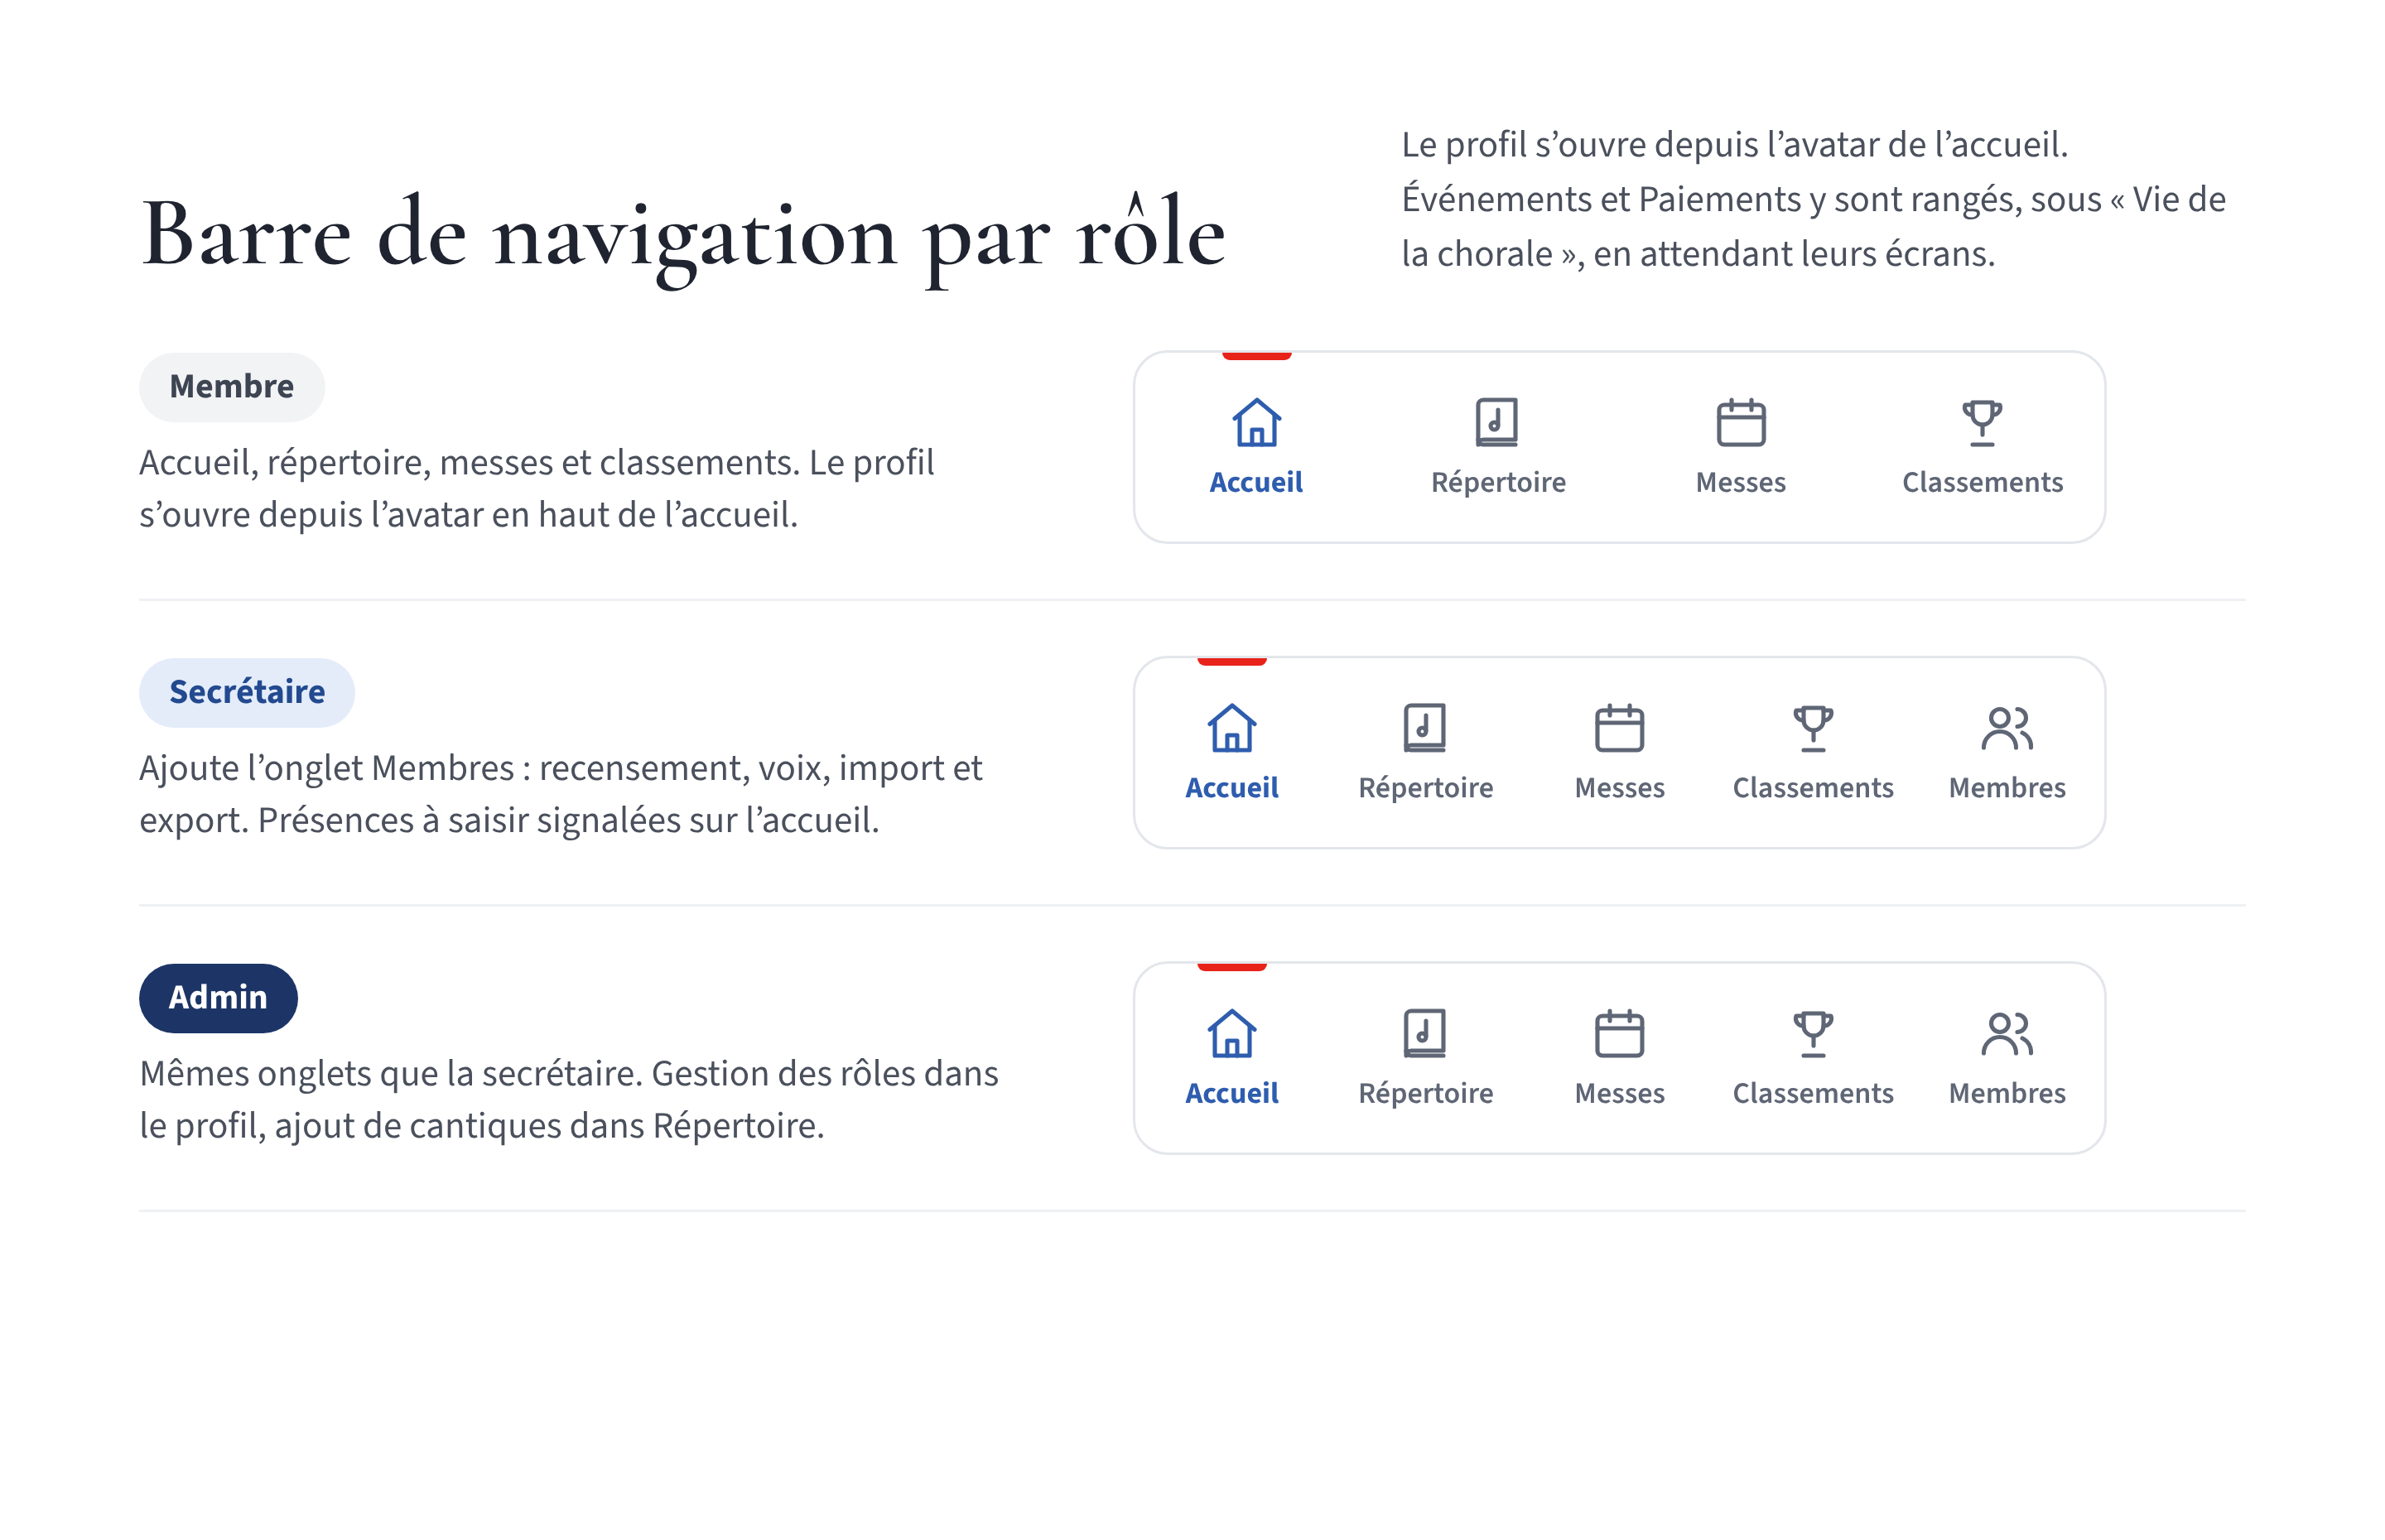 Barre de navigation par rôle
Le profil s’ouvre depuis l’avatar de l’accueil.
Événements et Paiements y sont rangés, sous « Vie de
la chorale », en attendant leurs écrans.
Membre
Accueil, répertoire, messes et classements. Le profil
s’ouvre depuis l’avatar en haut de l’accueil.
Accueil Répertoire Messes Classements
Secrétaire
Ajoute l’onglet Membres : recensement, voix, import et
export. Présences à saisir signalées sur l’accueil.
Accueil Répertoire Messes Classements Membres
Admin
Mêmes onglets que la secrétaire. Gestion des rôles dans
le profil, ajout de cantiques dans Répertoire.
Accueil Répertoire Messes Classements Membres